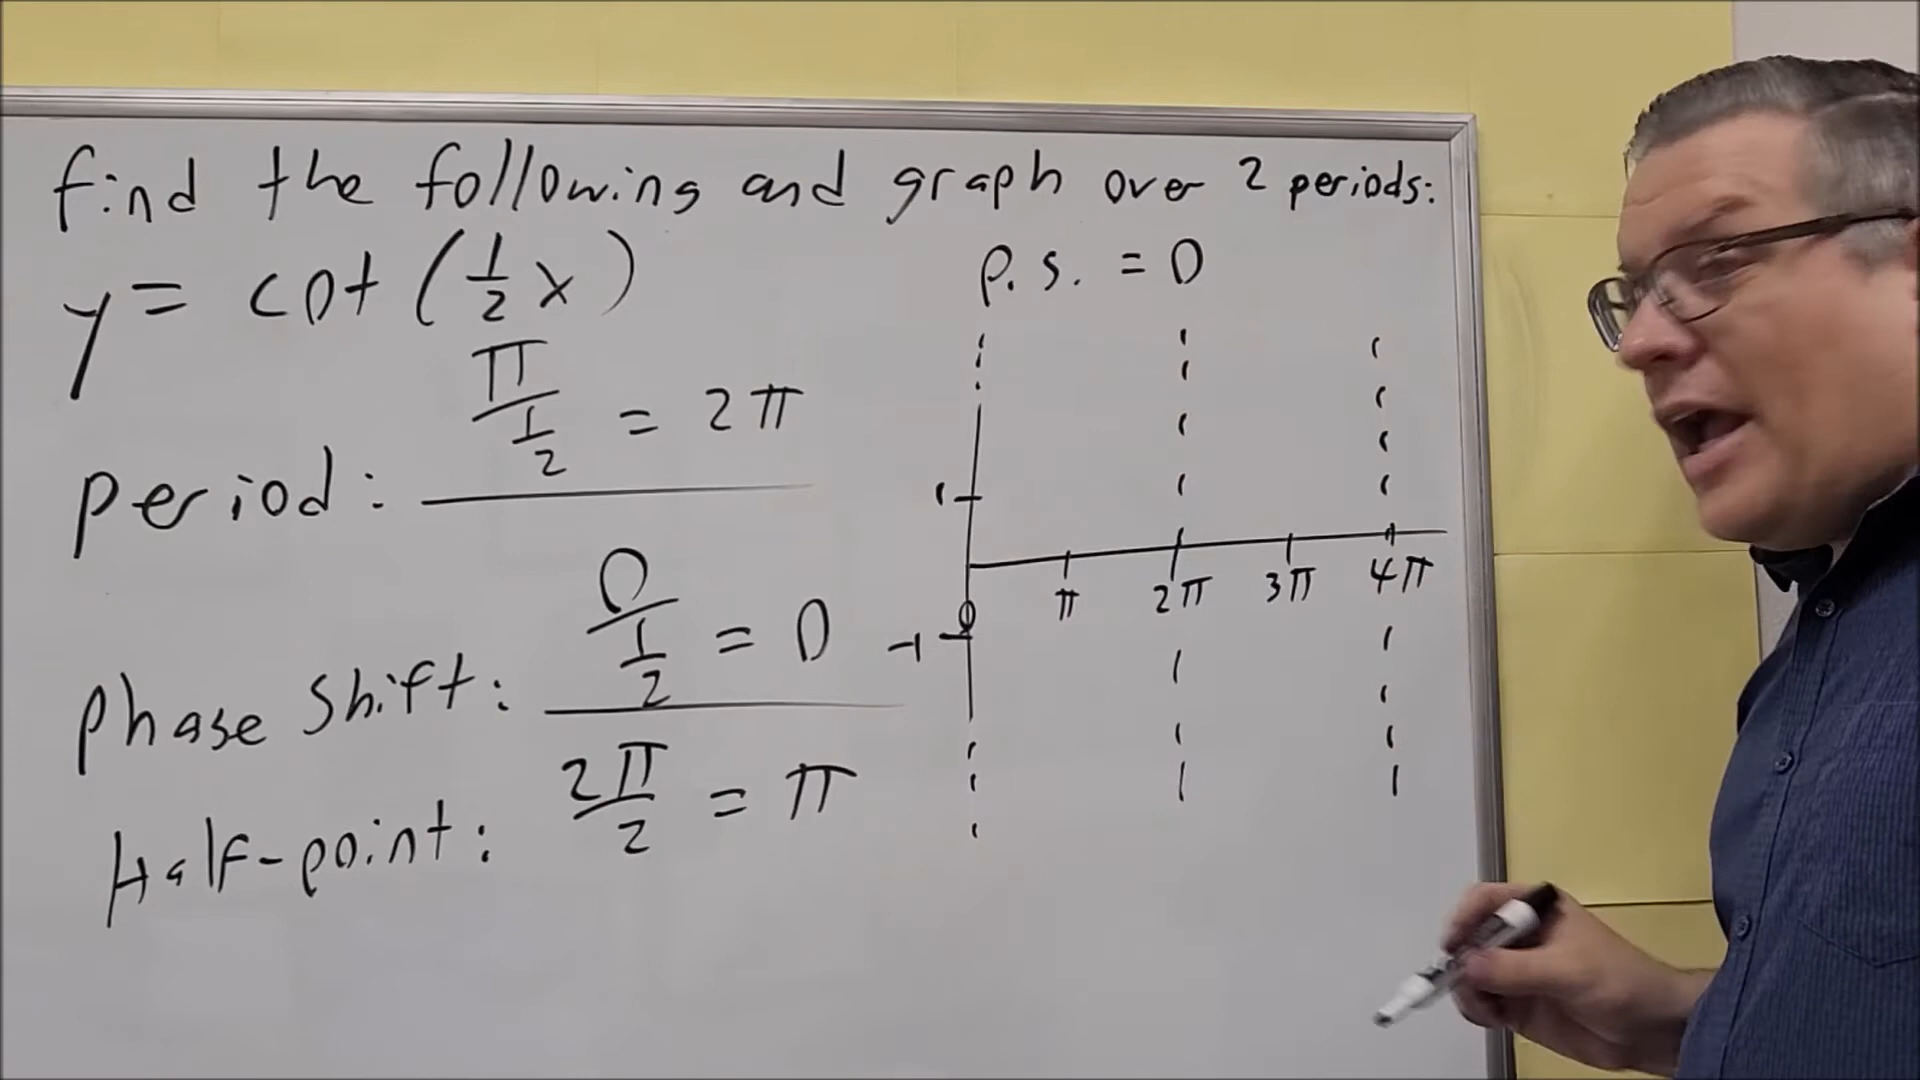 find the following and graph over 2 periods:
y = cot (1/2 x)
p.s. = 0
period: π/(1/2) = 2π
phase shift: 0/(1/2) = 0
Half-point: 2π/2 = π
1
π 2π 3π 4π
0
-1